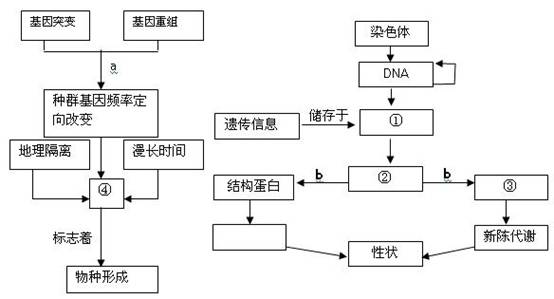 基因突变
基因重组
a
种群基因频率定
向改变
地理隔离
漫长时间
④
标志着
物种形成
染色体
DNA
遗传信息
储存于
①
②
b
b
结构蛋白
③
新陈代谢
性状